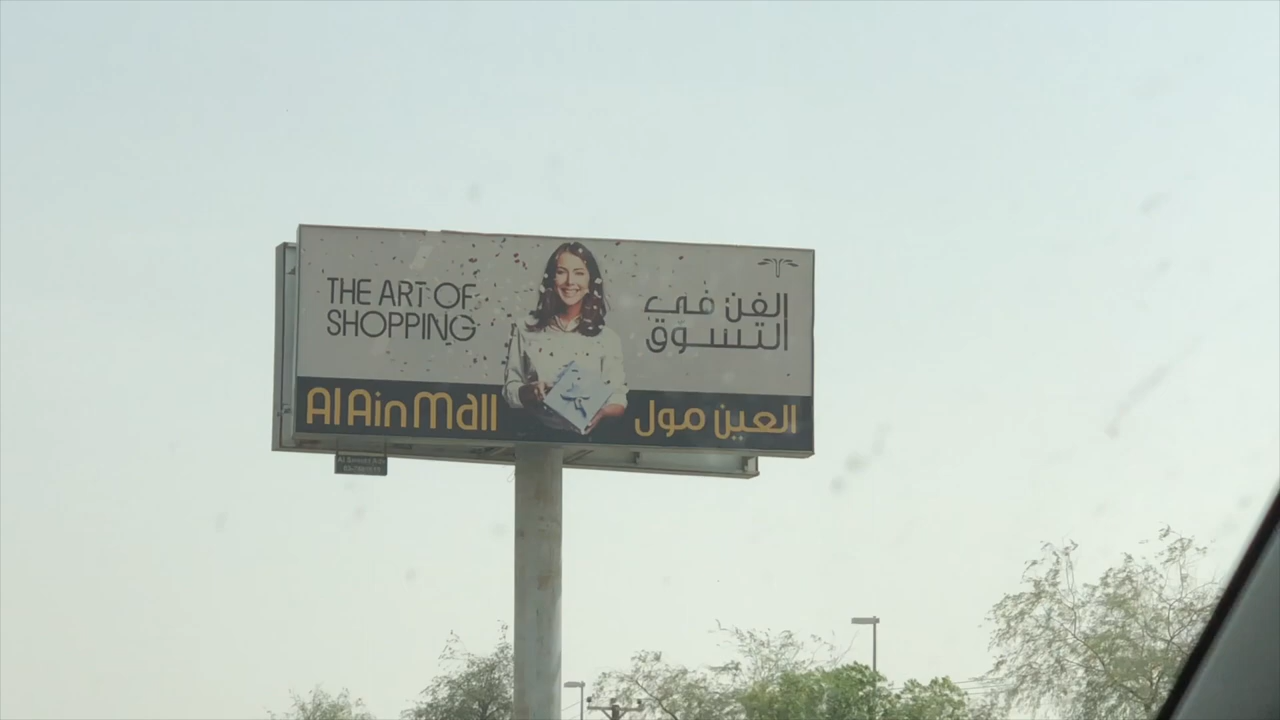 THE ART OF
SHOPPING
الفن في
التسوق
Al Ain Mall
العين مول